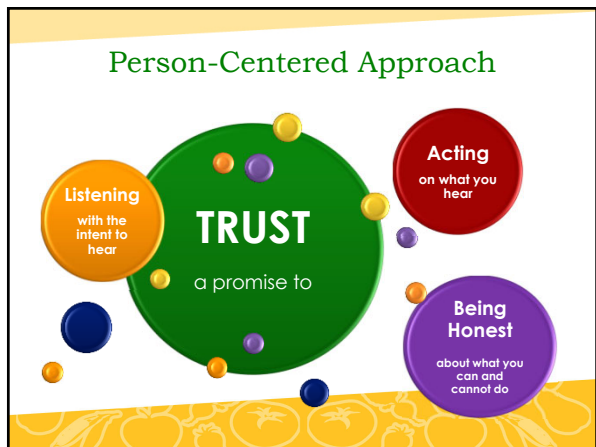 Person-Centered Approach
Listening
with the
intent to
hear
TRUST
a promise to
Acting
on what you
hear
Being
Honest
about what you
can and
cannot do